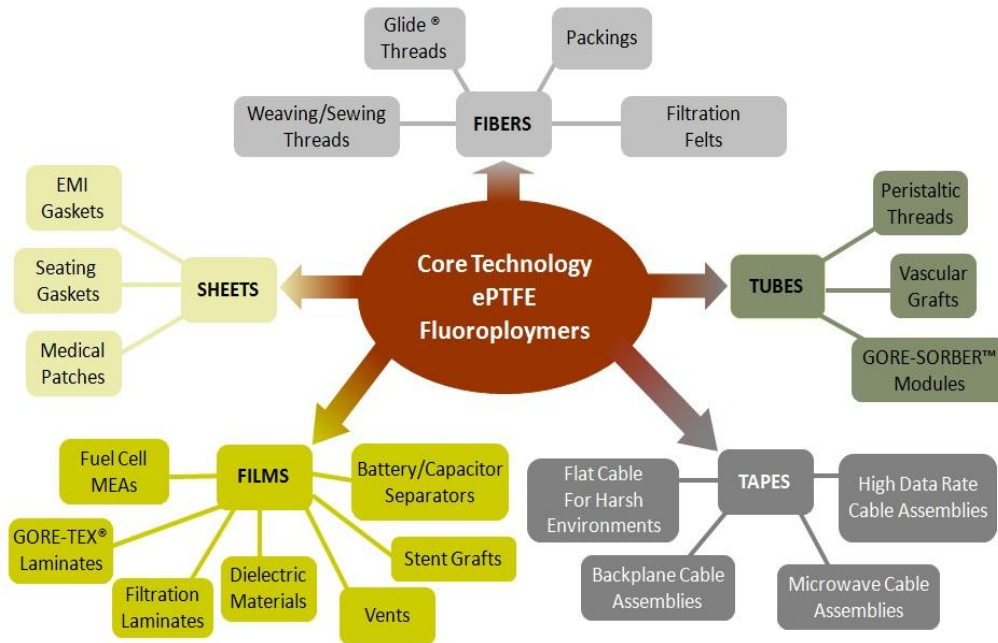 Glide ®
Threads
Packings
Weaving/Sewing
Threads
FIBERS
Filtration
Felts
EMI
Gaskets
Seating
Gaskets
Medical
Patches
SHEETS
Core Technology
ePTFE
Fluoroploymers
TUBES
Peristaltic
Threads
Vascular
Grafts
GORE-SORBER™
Modules
Fuel Cell
MEAs
FILMS
Battery/Capacitor
Separators
GORE-TEX®
Laminates
Filtration
Laminates
Dielectric
Materials
Vents
Stent Grafts
Flat Cable
For Harsh
Environments
TAPES
High Data Rate
Cable Assemblies
Backplane Cable
Assemblies
Microwave Cable
Assemblies